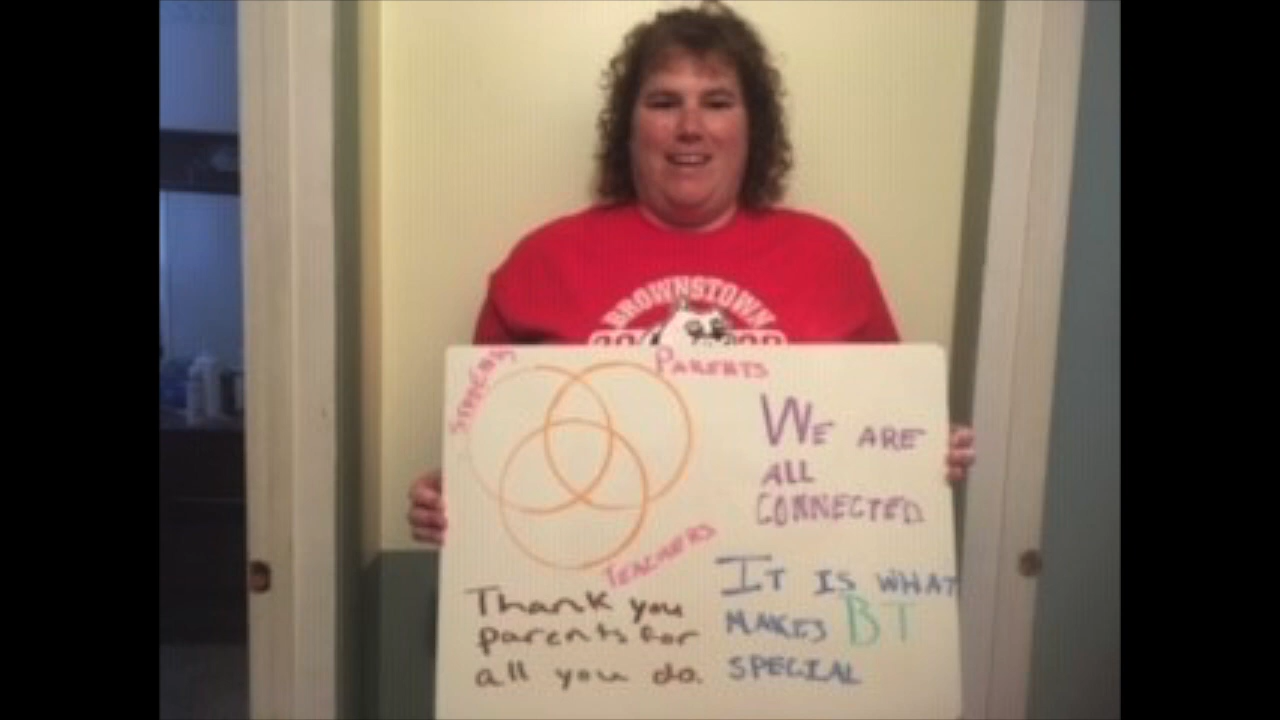 BROWNSTOWN
STUDENTS
PARENTS
TEACHERS
WE ARE
ALL
CONNECTED
Thank you
parents for
all you do.
IT IS WHAT
MAKES BT
SPECIAL